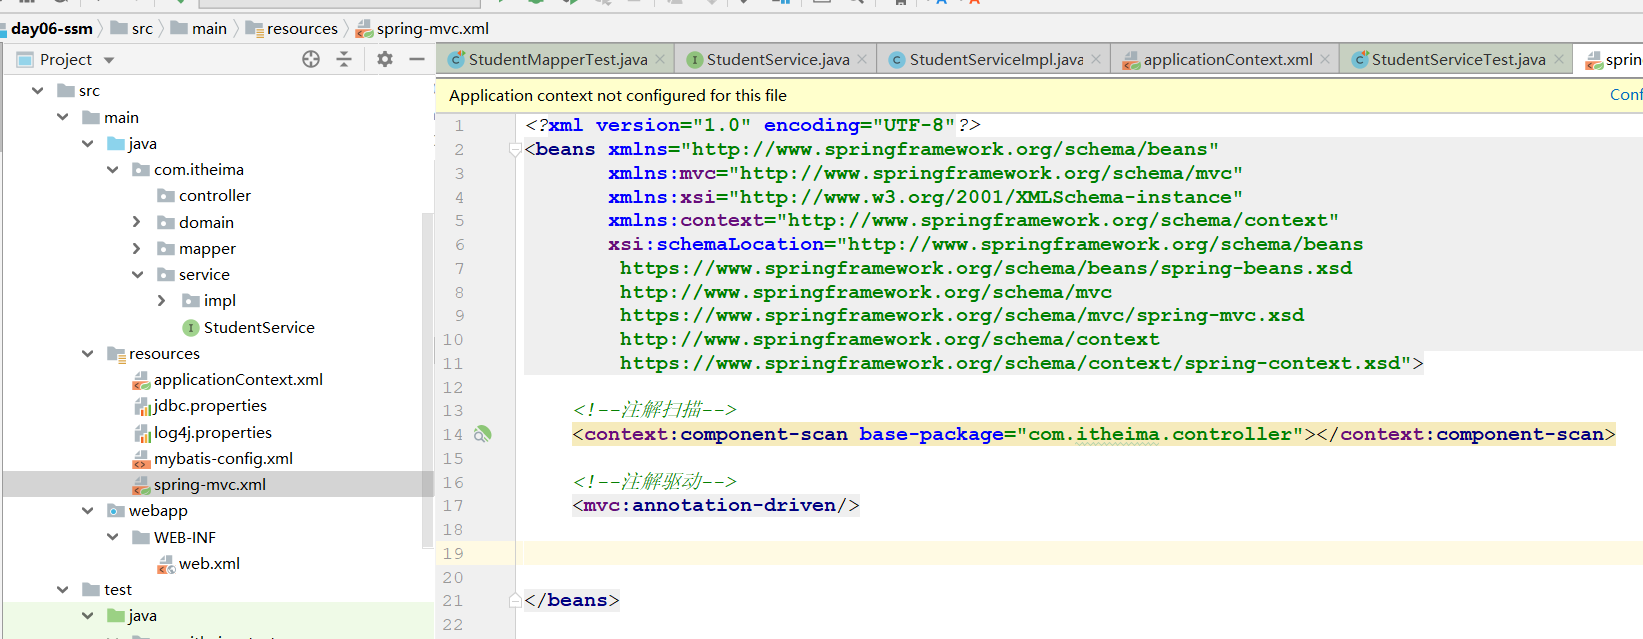 day06-ssm src main resources spring-mvc.xml
Project
StudentMapperTest.java StudentService.java StudentServiceImpl.java applicationContext.xml StudentServiceTest.java
src
main
java
com.itheima
controller
domain
mapper
service
impl
StudentService
resources
applicationContext.xml
jdbc.properties
log4j.properties
mybatis-config.xml
spring-mvc.xml
webapp
WEB-INF
web.xml
test
java
Application context not configured for this file
1 <?xml version="1.0" encoding="UTF-8"?>
2 <beans xmlns="http://www.springframework.org/schema/beans"
3 xmlns:mvc="http://www.springframework.org/schema/mvc"
4 xmlns:xsi="http://www.w3.org/2001/XMLSchema-instance"
5 xmlns:context="http://www.springframework.org/schema/context"
6 xsi:schemaLocation="http://www.springframework.org/schema/beans
7 https://www.springframework.org/schema/beans/spring-beans.xsd
8 http://www.springframework.org/schema/mvc
9 https://www.springframework.org/schema/mvc/spring-mvc.xsd
10 http://www.springframework.org/schema/context
11 https://www.springframework.org/schema/context/spring-context.xsd">
12
13 <!--注解扫描-->
14 <context:component-scan base-package="com.itheima.controller"></context:component-scan>
15
16 <!--注解驱动-->
17 <mvc:annotation-driven/>
18
19
20
21 </beans>
22